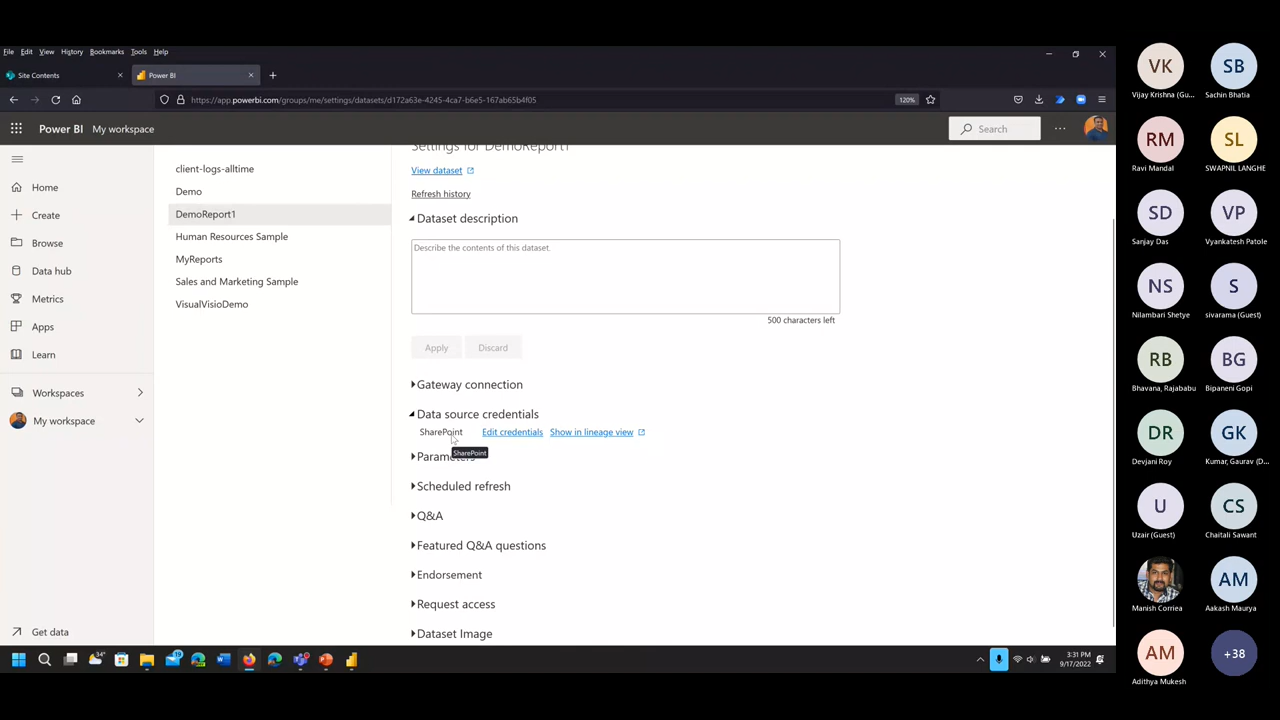 File Edit View History Bookmarks Tools Help
Site Contents
Power BI
https://app.powerbi.com/groups/me/settings/datasets/d172a63e-4245-4ca7-b6e5-167ab65b4f05
120%
Power BI My workspace
Search
Home
Create
Browse
Data hub
Metrics
Apps
Learn
Workspaces
My workspace
Get data
client-logs-alltime
Demo
DemoReport1
Human Resources Sample
MyReports
Sales and Marketing Sample
VisualVisioDemo
Settings for DemoReport1
View dataset
Refresh history
Dataset description
Describe the contents of this dataset.
500 characters left
Apply
Discard
Gateway connection
Data source credentials
SharePoint Edit credentials Show in lineage view
SharePoint
Parameters
Scheduled refresh
Q&A
Featured Q&A questions
Endorsement
Request access
Dataset Image
34°
19
3:31 PM
9/17/2022
VK
Vijay Krishna (Gu...
SB
Sachin Bhatia
RM
Ravi Mandal
SL
SWAPNIL LANGHE
SD
Sanjay Das
VP
Vyankatesh Patole
NS
Nilambari Shetye
S
sivarama (Guest)
RB
Bhavana, Rajababu
BG
Bipaneni Gopi
DR
Devjani Roy
GK
Kumar, Gaurav (D...
U
Uzair (Guest)
CS
Chaitali Sawant
Manish Corriea
AM
Aakash Maurya
AM
Adithya Mukesh
+38